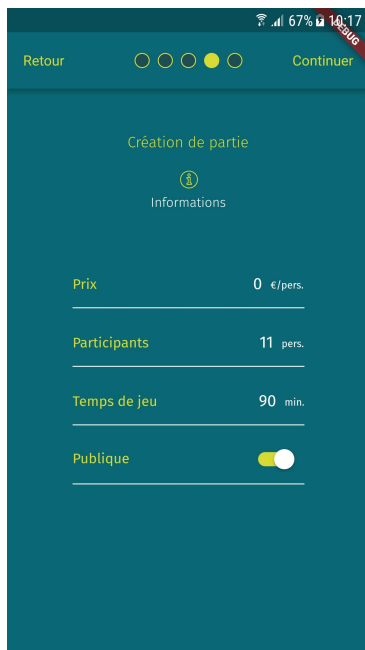 67% 10:17
DEBUG
Retour Continuer
Création de partie
Informations
Prix 0 €/pers.
Participants 11 pers.
Temps de jeu 90 min.
Publique